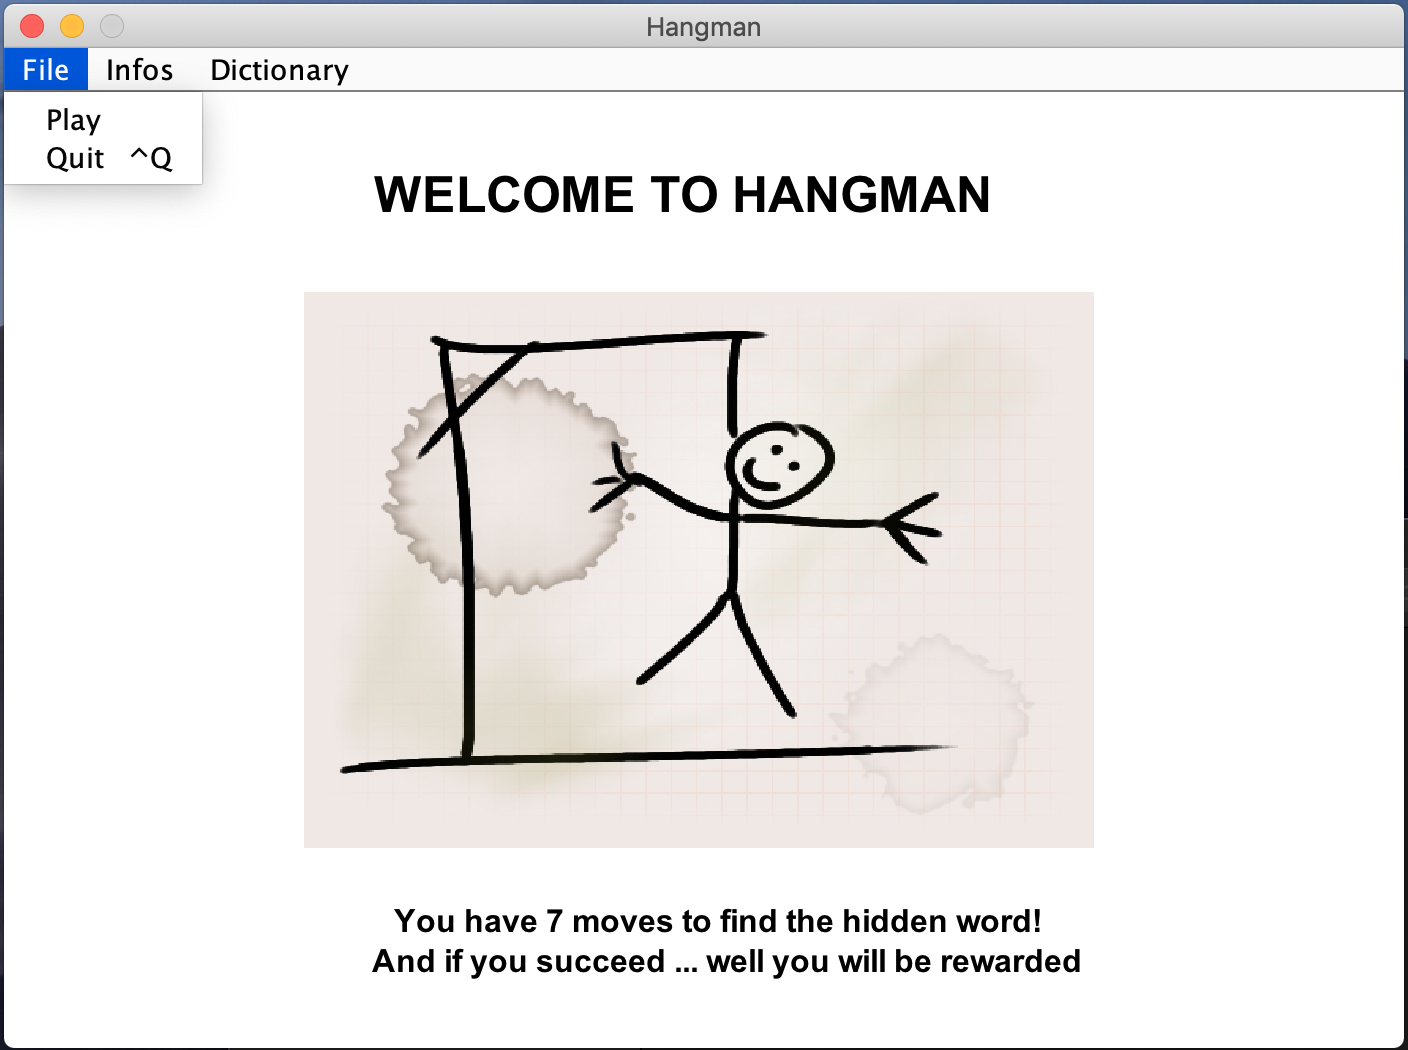 Hangman
File Infos Dictionary
Play
Quit ^Q
WELCOME TO HANGMAN
You have 7 moves to find the hidden word!
And if you succeed ... well you will be rewarded